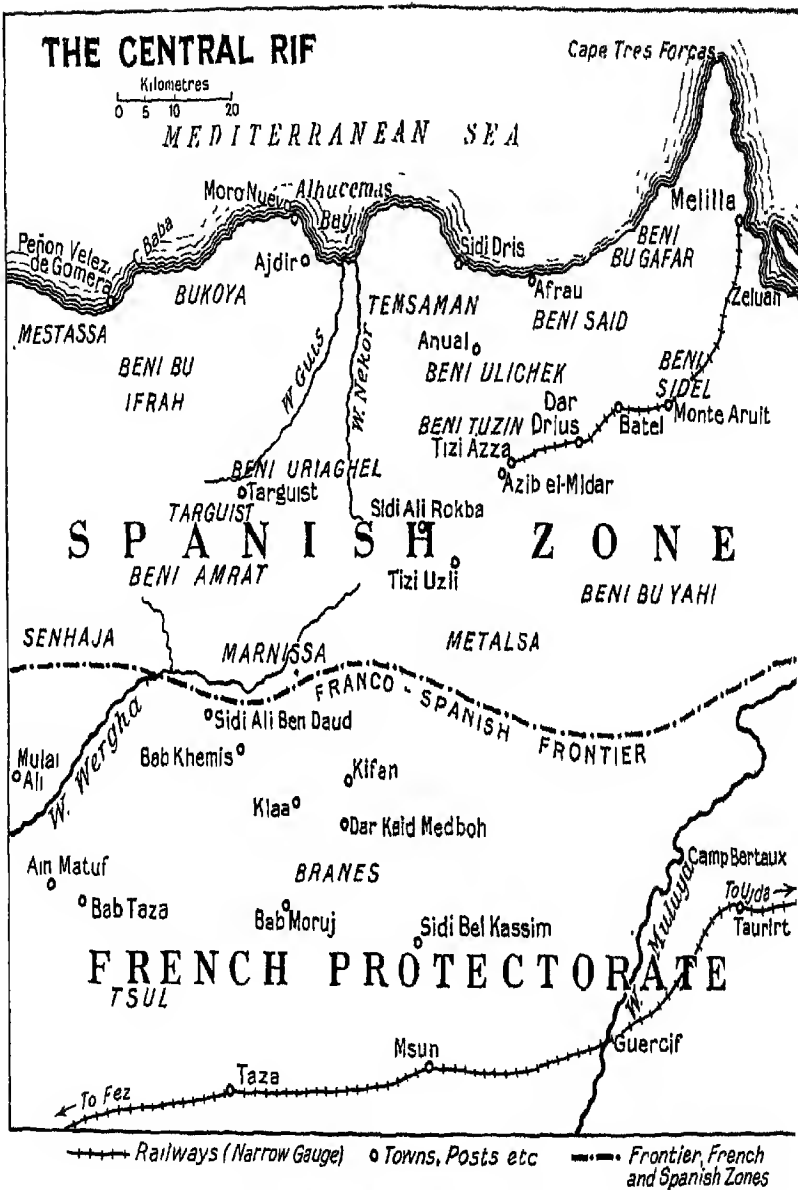 THE CENTRAL RIF
Kilometres
0 5 10 20
Cape Tres Forcas
MEDITERRANEAN SEA
Moro Nuevo
Alhucemas
Bay
Melilla
C. Baba
Peñon Velez
de Gomera
Ajdir
Sidi Dris
BENI
BU GAFAR
BUKOYA
TEMSAMAN
Afrau
Zeluan
MESTASSA
BENI SAID
Anual
BENI BU
IFRAH
W Guis
W. Nekor
BENI ULICHEK
BENI
SIDEL
Dar
Drius
BENI TUZIN
Batel
Monte Aruit
Tizi Azza
Azib el-Midar
BENI URIAGHEL
Targuist
TARGUIST
Sidi Ali Rokba
SPANISH ZONE
BENI AMRAT
Tizi Uzli
BENI BU YAHI
SENHAJA
MARNISSA
METALSA
FRANCO-SPANISH FRONTIER
Sidi Ali Ben Daud
W. Wergha
Mulai
Ali
Bab Khemis
Kifan
Klaa
Dar Kaid Medboh
Ain Matuf
BRANES
Camp Bertaux
To Ujda
Bab Taza
Bab Moruj
W. Muluya
Taurirt
Sidi Bel Kassim
FRENCH PROTECTORATE
TSUL
Msun
Guercif
Taza
To Fez
Railways (Narrow Gauge)
Towns, Posts etc
Frontier, French
and Spanish Zones